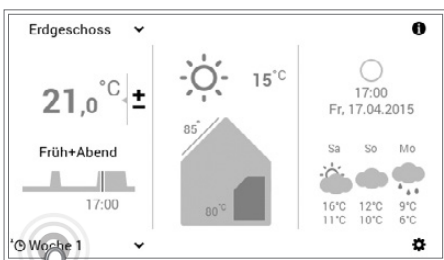 Erdgeschoss
i
21,0 °C ±
Früh+Abend
17:00
Woche 1
15°C
85°
00°C
17:00
Fr, 17.04.2015
Sa So Mo
16°C 12°C 9°C
11°C 10°C 6°C